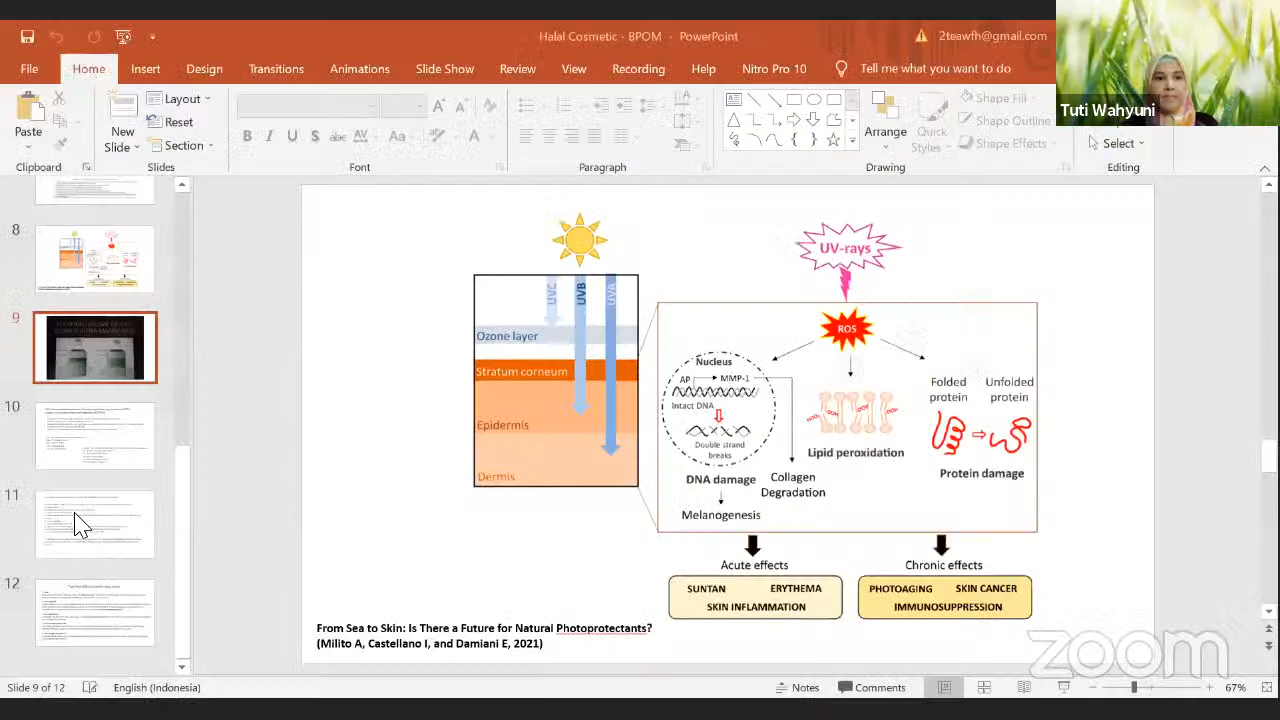 Halal Cosmetic - BPOM - PowerPoint
2teawfh@gmail.com
File Home Insert Design Transitions Animations Slide Show Review View Recording Help Nitro Pro 10 Tell me what you want to do
Tuti Wahyuni
Paste
Clipboard
New Slide
Layout
Reset
Section
Slides
B I U S abc AV Aa A
Font
Paragraph
Arrange
Quick Styles
Shape Fill
Shape Outline
Shape Effects
Drawing
Select
Editing
8
9
10
11
12
UVC
UVB
UVA
Ozone layer
Stratum corneum
Epidermis
Dermis
UV-rays
ROS
Nucleus
AP
MMP-1
Intact DNA
Double strand
breaks
DNA damage
Melanogenesis
Collagen
Degradation
Lipid peroxidation
Folded
protein
Unfolded
protein
Protein damage
Acute effects
SUNTAN ERYTHEMA
SKIN INFLAMMATION
Chronic effects
PHOTOAGING SKIN CANCER
IMMUNOSUPPRESSION
From Sea to Skin: Is There a Future for Natural Photoprotectants?
(Milito A, Castellano I, and Damiani E, 2021)
zoom
Slide 9 of 12 English (Indonesia) Notes Comments 67%